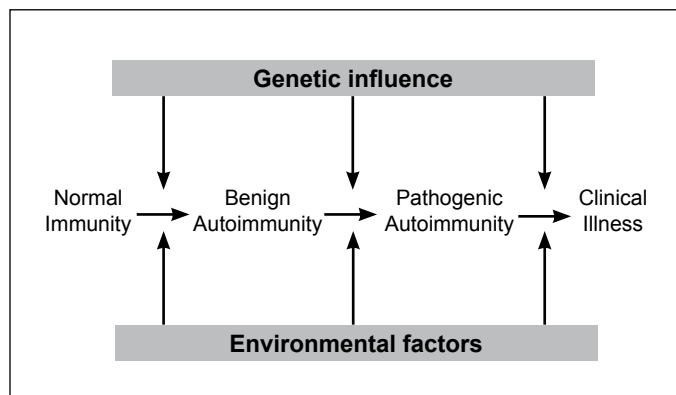 Genetic influence
Normal
Immunity
Benign
Autoimmunity
Pathogenic
Autoimmunity
Clinical
Illness
Environmental factors